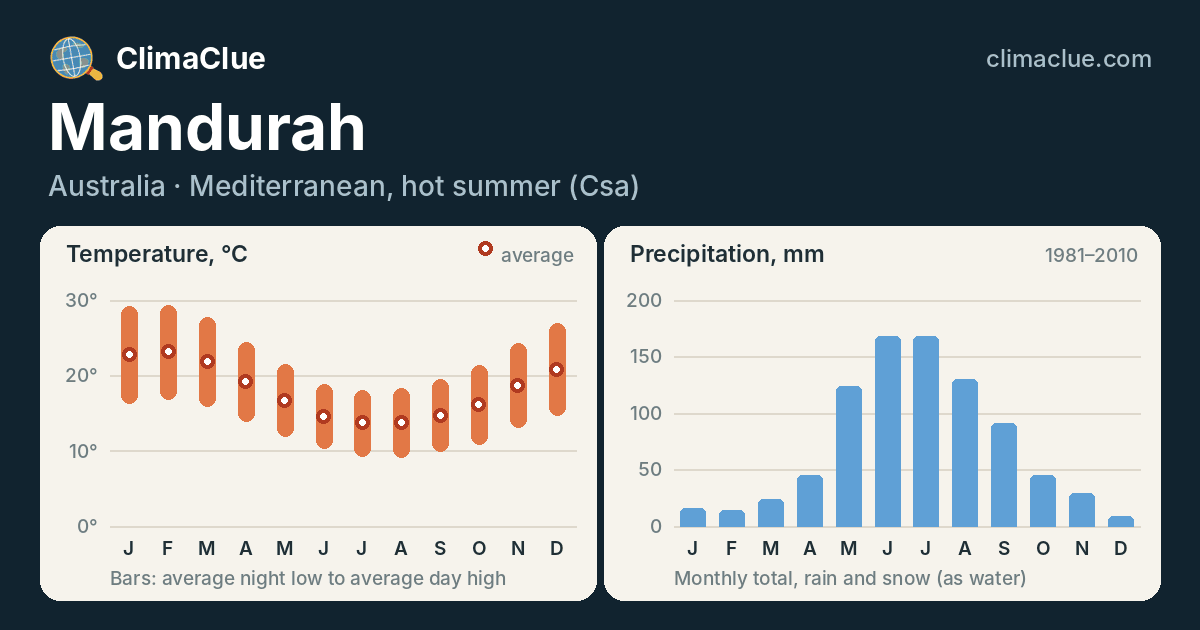 ClimaClue
climaclue.com
Mandurah
Australia · Mediterranean, hot summer (Csa)
Temperature, °C
average
30°
20°
10°
0°
J F M A M J J A S O N D
Bars: average night low to average day high
Precipitation, mm
1981–2010
200
150
100
50
0
J F M A M J J A S O N D
Monthly total, rain and snow (as water)